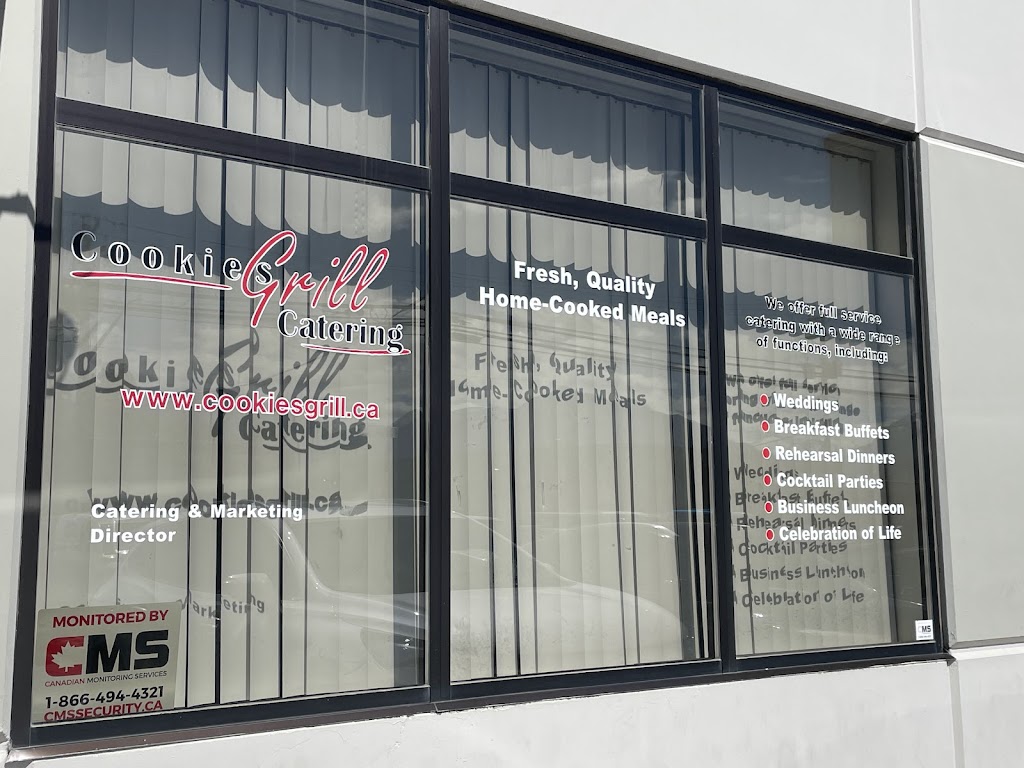 Cookies Grill
Catering
www.cookiesgrill.ca
Catering & Marketing
Director
MONITORED BY
CMS
CANADIAN MONITORING SERVICES
1-866-494-4321
CMSSECURITY.CA
Fresh, Quality
Home-Cooked Meals
We offer full service
catering with a wide range
of functions, including:
Weddings
Breakfast Buffets
Rehearsal Dinners
Cocktail Parties
Business Luncheon
Celebration of Life
CMS